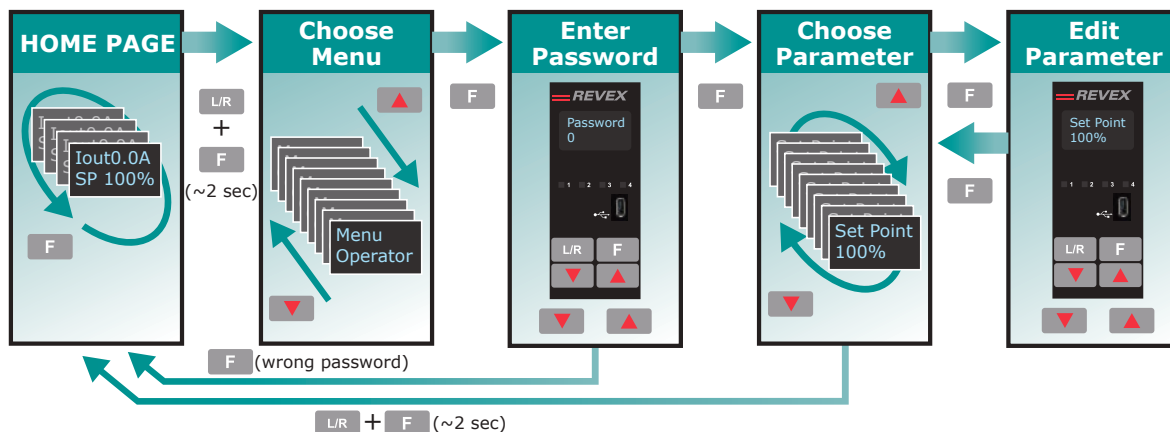 HOME PAGE
Iout0.0A
SP 100%
F
L/R
+
F
(~2 sec)
Choose
Menu
Menu
Operator
F
Enter
Password
REVEX
Password
0
1 2 3 4
L/R F
F
Choose
Parameter
Set Point
100%
F
F
Edit
Parameter
REVEX
Set Point
100%
1 2 3 4
L/R F
F (wrong password)
L/R + F (~2 sec)